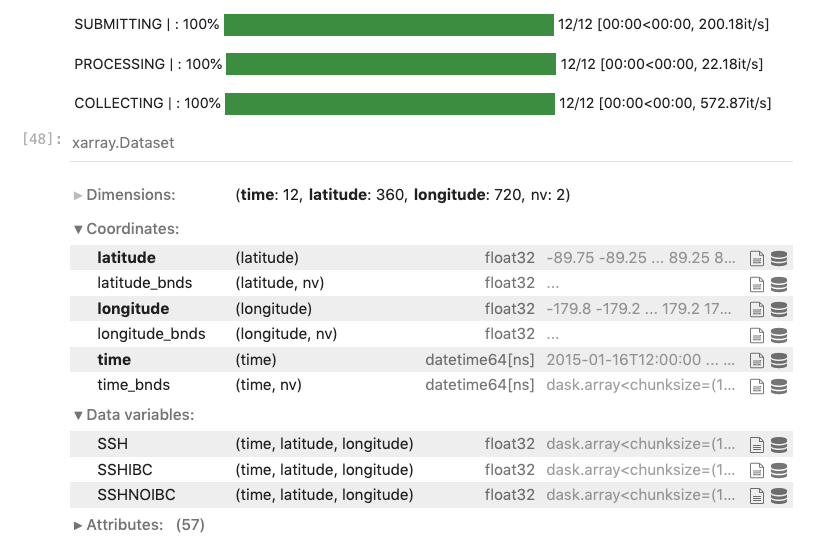 SUBMITTING | : 100% 12/12 [00:00<00:00, 200.18it/s]
PROCESSING | : 100% 12/12 [00:00<00:00, 22.18it/s]
COLLECTING | : 100% 12/12 [00:00<00:00, 572.87it/s]
[48]: xarray.Dataset
► Dimensions: (time: 12, latitude: 360, longitude: 720, nv: 2)
▼ Coordinates:
latitude (latitude) float32 -89.75 -89.25 ... 89.25 8...
latitude_bnds (latitude, nv) float32 ...
longitude (longitude) float32 -179.8 -179.2 ... 179.2 17...
longitude_bnds (longitude, nv) float32 ...
time (time) datetime64[ns] 2015-01-16T12:00:00 ... ...
time_bnds (time, nv) datetime64[ns] dask.array<chunksize=(1...
▼ Data variables:
SSH (time, latitude, longitude) float32 dask.array<chunksize=(1...
SSHIBC (time, latitude, longitude) float32 dask.array<chunksize=(1...
SSHNOIBC (time, latitude, longitude) float32 dask.array<chunksize=(1...
► Attributes: (57)